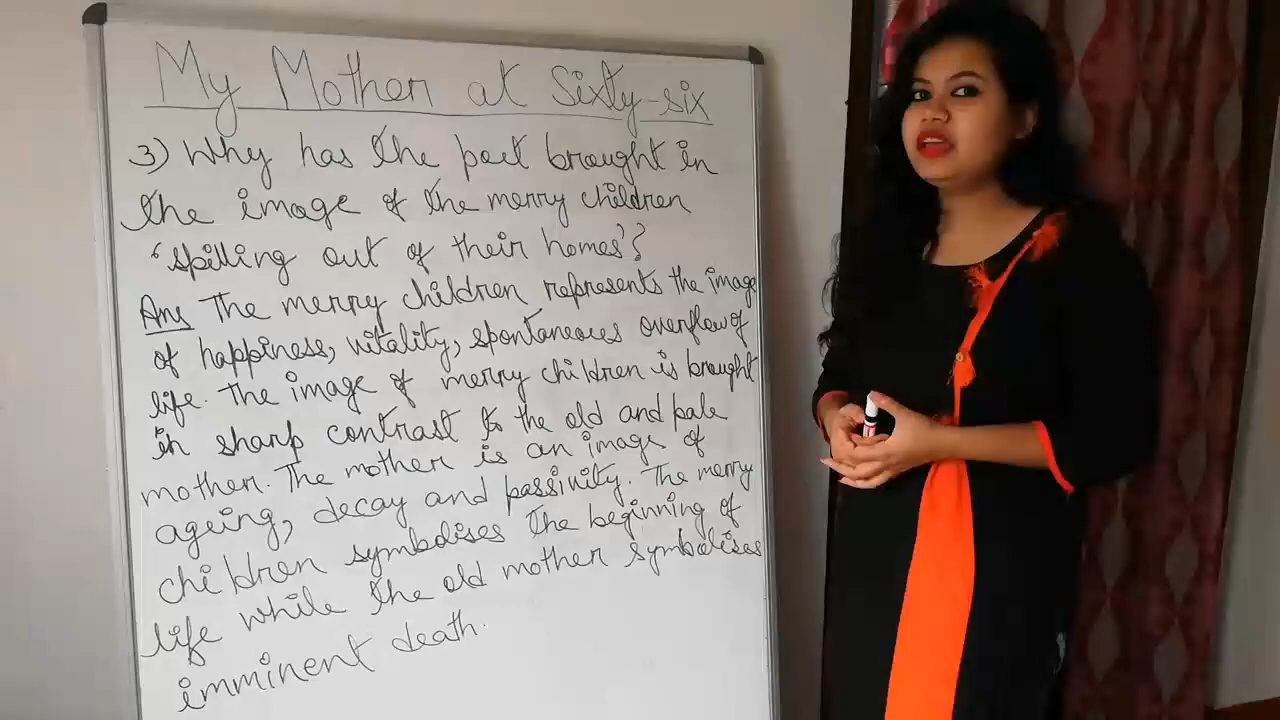 My Mother at Sixty-six
3) Why has the poet brought in
the image of the merry children
'spilling out of their homes'?
Ans The merry children represents the image
of happiness, vitality, spontaneous overflow of
life. The image of merry children is brought
in sharp contrast to the old and pale
mother. The mother is an image of
ageing, decay and passivity. The merry
children symbolises the beginning of
life while the old mother symbolises
imminent death.